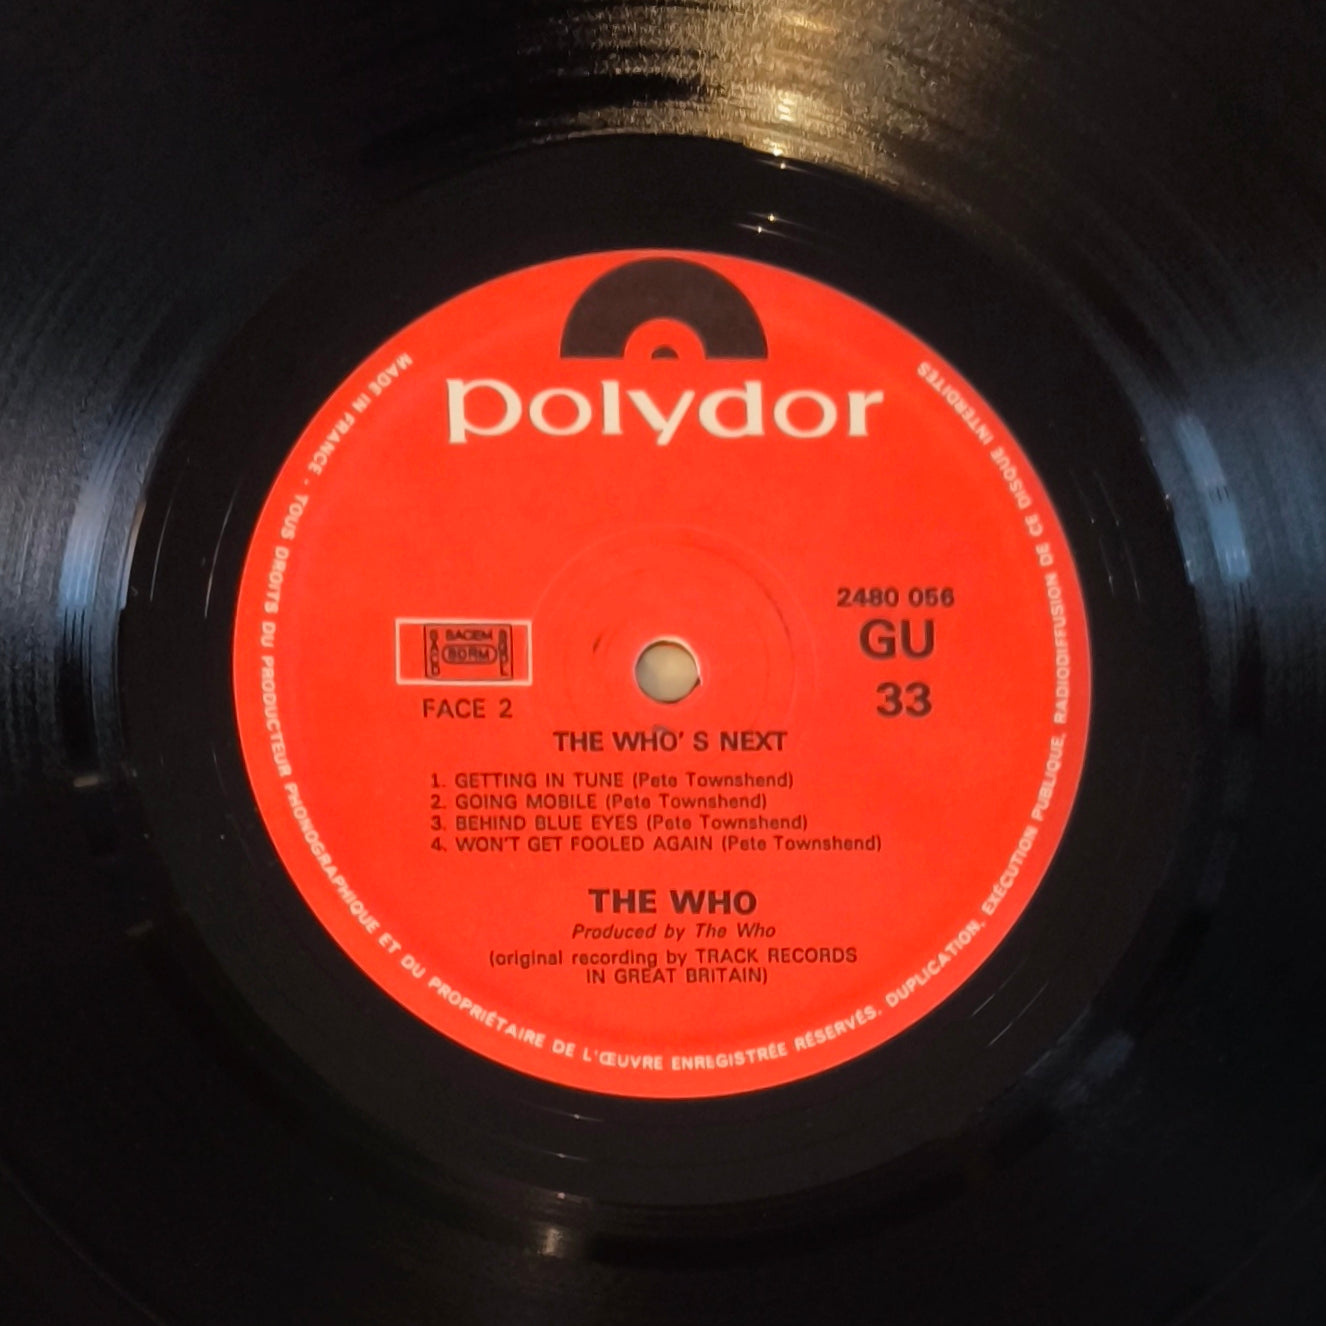 polydor
MADE IN FRANCE · TOUS DROITS DU PRODUCTEUR PHONOGRAPHIQUE ET DU PROPRIÉTAIRE DE L'ŒUVRE ENREGISTRÉE RÉSERVÉS. DUPLICATION, EXÉCUTION PUBLIQUE, RADIODIFFUSION DE CE DISQUE INTERDITES
2480 056
GU
33
SACEM
SACD SDRM SGDL
FACE 2
THE WHO' S NEXT
1. GETTING IN TUNE (Pete Townshend)
2. GOING MOBILE (Pete Townshend)
3. BEHIND BLUE EYES (Pete Townshend)
4. WON'T GET FOOLED AGAIN (Pete Townshend)
THE WHO
Produced by The Who
(original recording by TRACK RECORDS
IN GREAT BRITAIN)